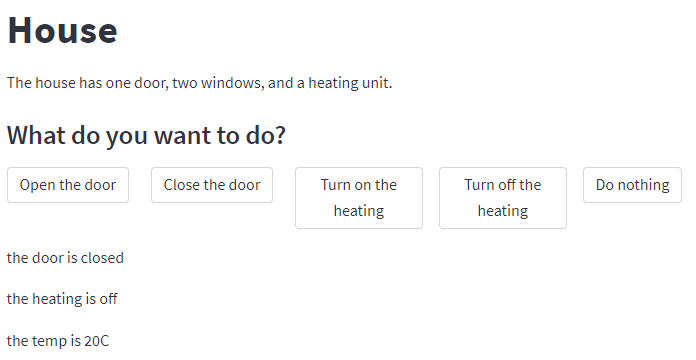 House
The house has one door, two windows, and a heating unit.
What do you want to do?
Open the door
Close the door
Turn on the
heating
Turn off the
heating
Do nothing
the door is closed
the heating is off
the temp is 20C